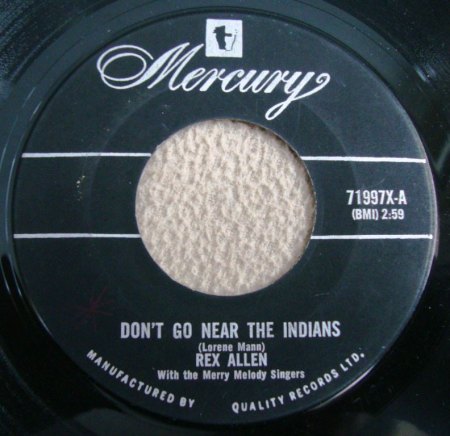 Mercury
71997X-A
(BMI) 2:59
DON'T GO NEAR THE INDIANS
(Lorene Mann)
REX ALLEN
With the Merry Melody Singers
MANUFACTURED BY QUALITY RECORDS LTD.